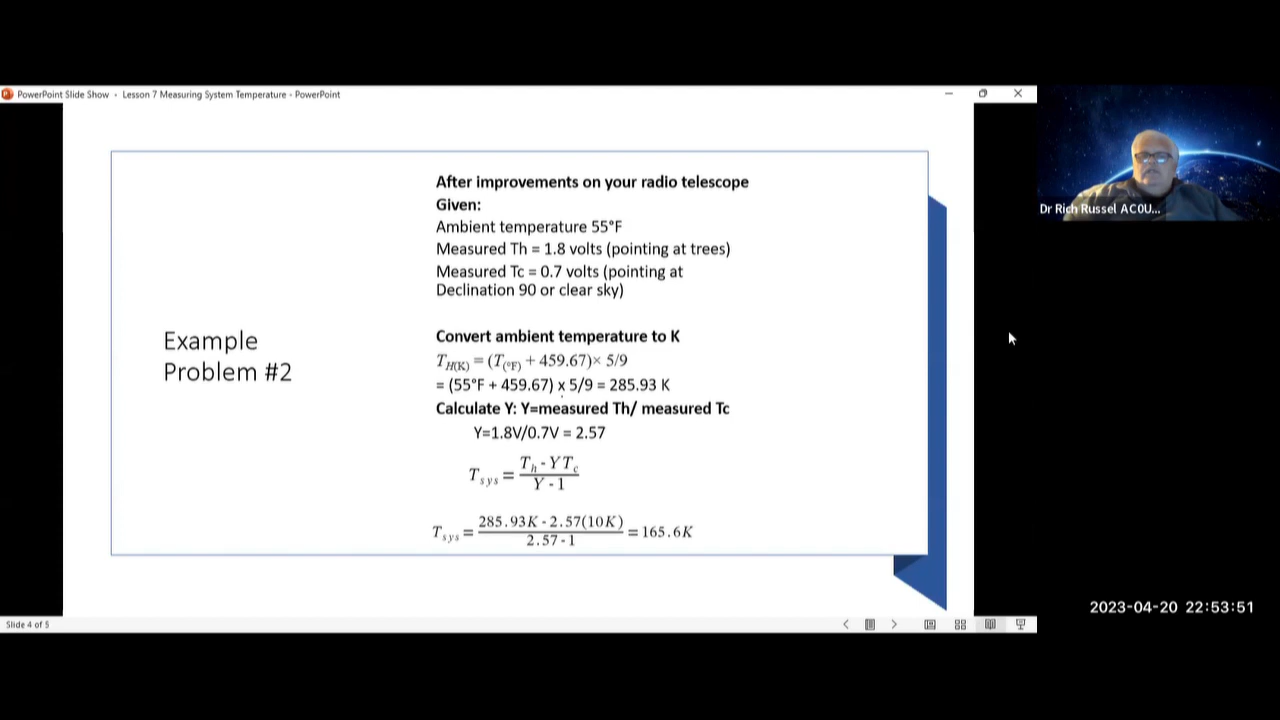 PowerPoint Slide Show - Lesson 7 Measuring System Temperature - PowerPoint
After improvements on your radio telescope
Given:
Ambient temperature 55°F
Measured Th = 1.8 volts (pointing at trees)
Measured Tc = 0.7 volts (pointing at
Declination 90 or clear sky)
Example
Problem #2
Convert ambient temperature to K
T_H(K) = (T_(°F) + 459.67)× 5/9
= (55°F + 459.67) x 5/9 = 285.93 K
Calculate Y: Y=measured Th/ measured Tc
Y=1.8V/0.7V = 2.57
T_sys = (T_h - YT_c)/(Y - 1)
T_sys = (285.93K - 2.57(10K))/(2.57 - 1) = 165.6K
Dr Rich Russel AC0U...
2023-04-20 22:53:51
Slide 4 of 5